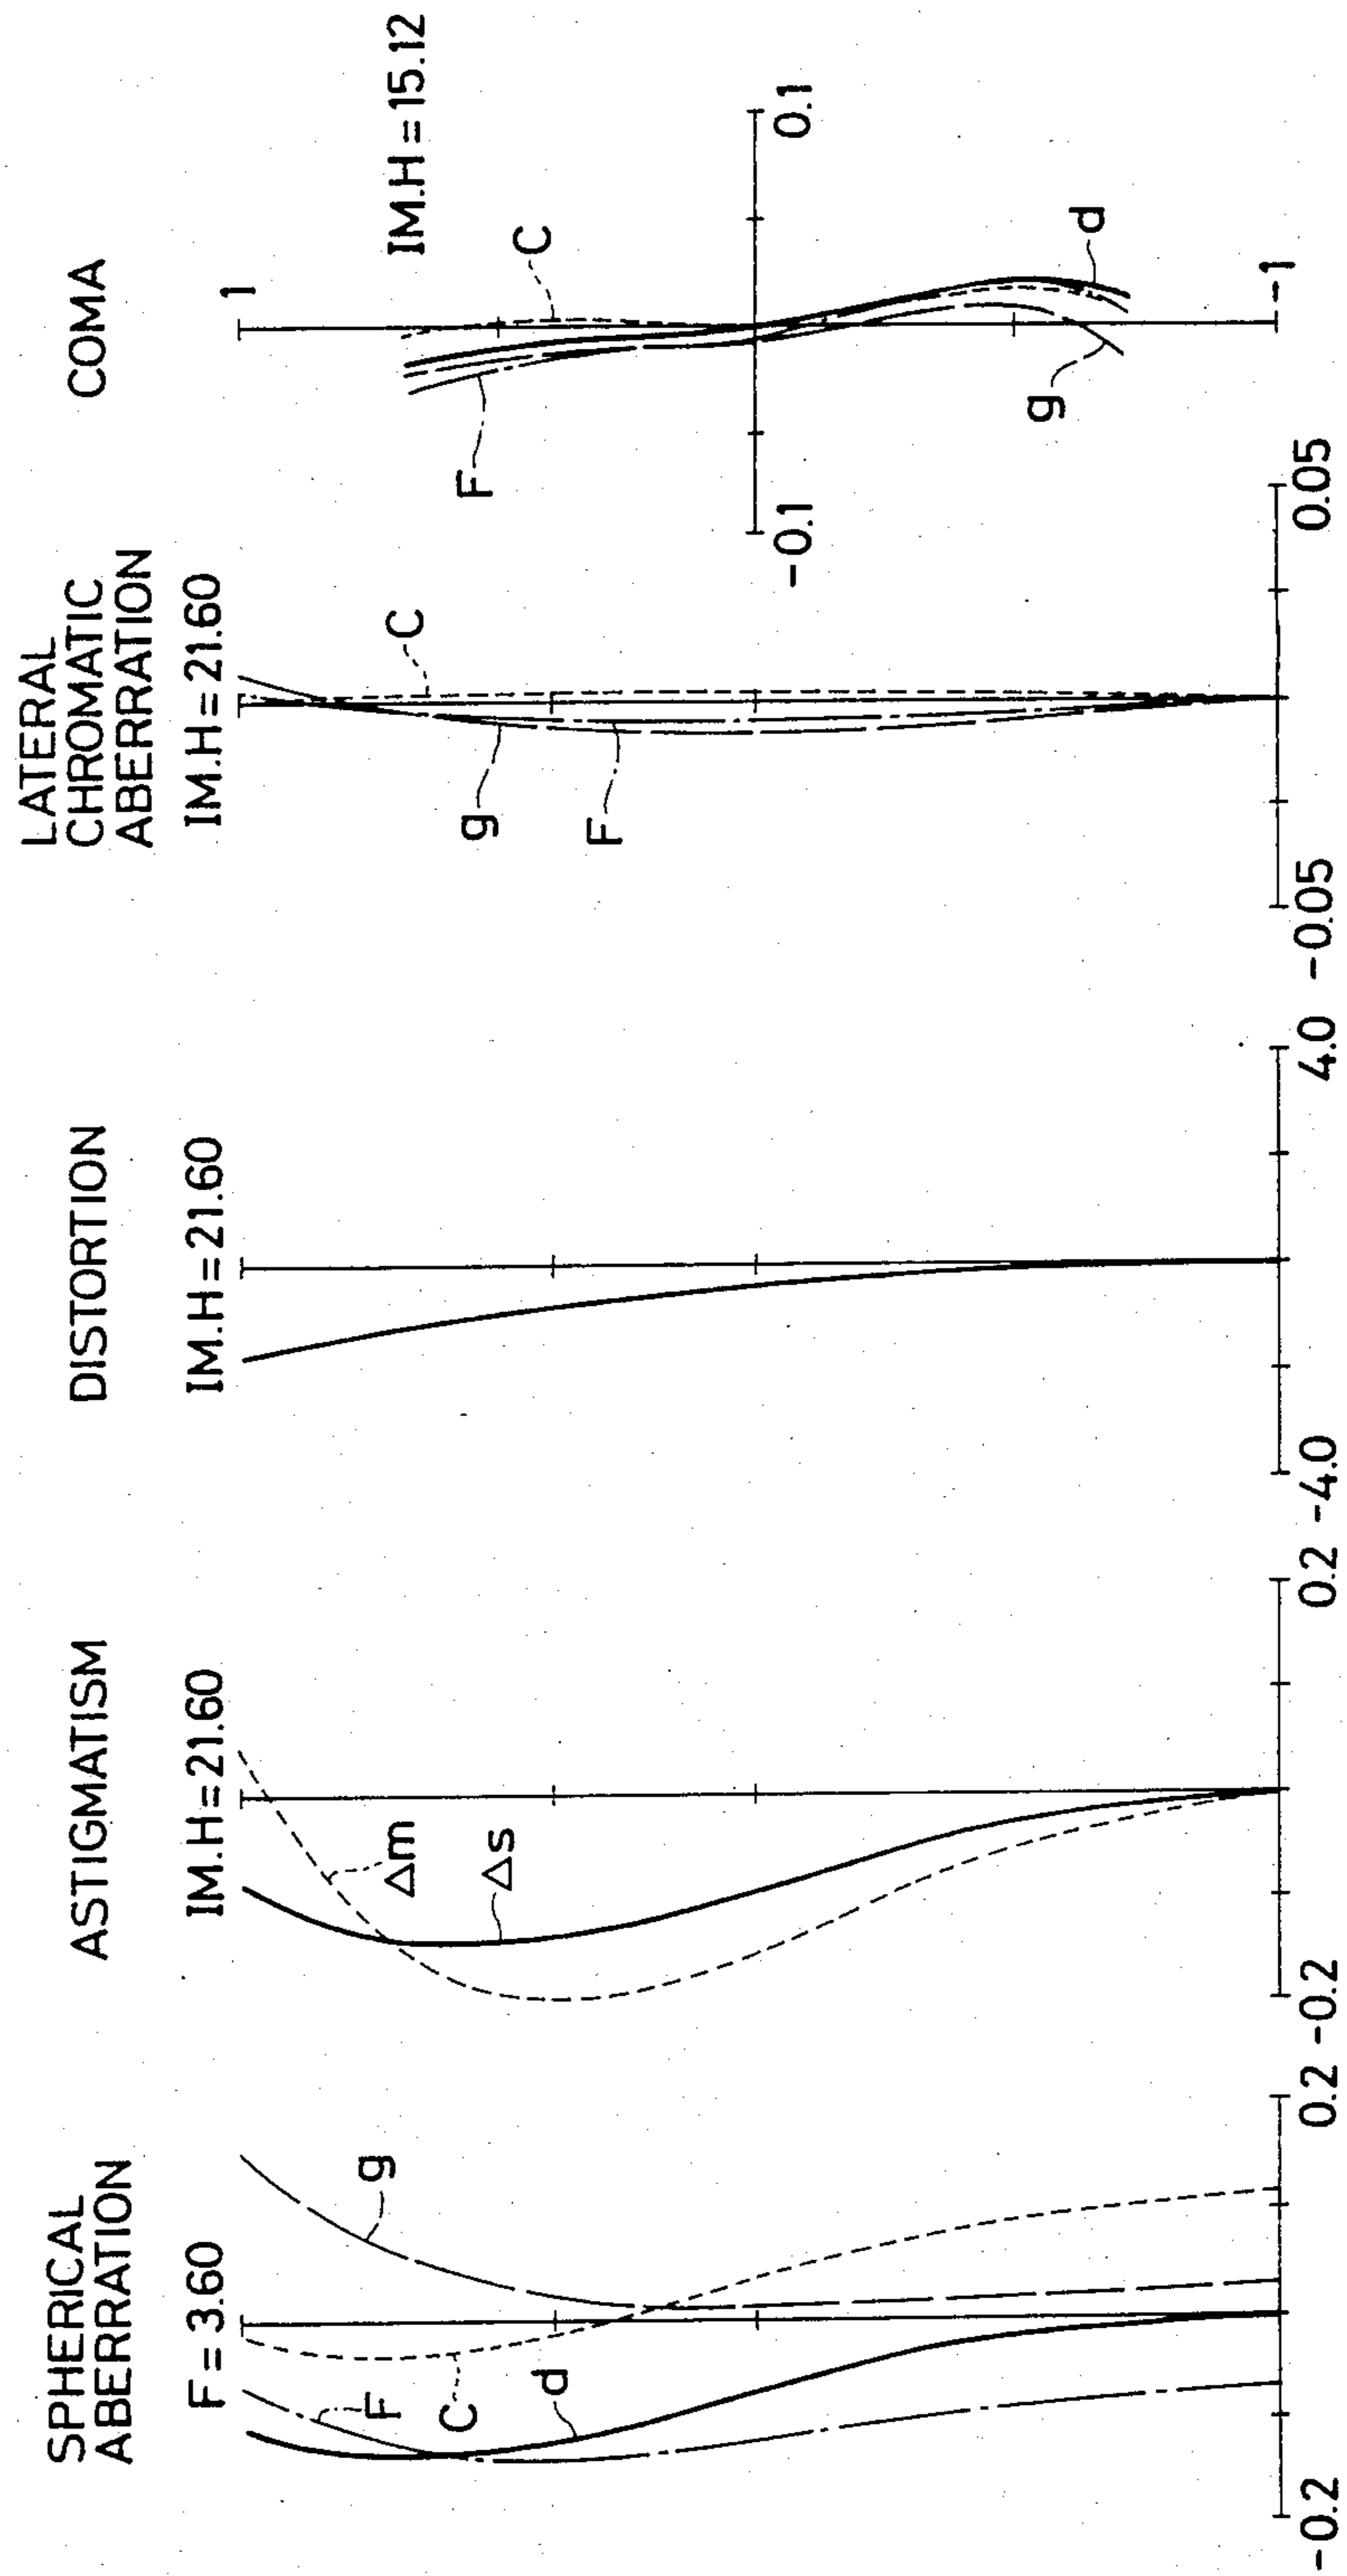 SPHERICAL
ABERRATION
F = 3.60
g
F
C
d
-0.2
0.2
ASTIGMATISM
IM.H = 21.60
Δm
Δs
-0.2
0.2
DISTORTION
IM.H = 21.60
-4.0
4.0
LATERAL
CHROMATIC
ABERRATION
IM.H = 21.60
C
g
F
-0.05
0.05
COMA
1
IM.H = 15.12
C
F
-0.1
0.1
g
d
-1